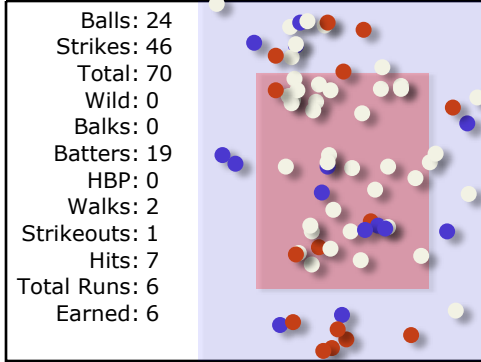 Balls: 24
Strikes: 46
Total: 70
Wild: 0
Balks: 0
Batters: 19
HBP: 0
Walks: 2
Strikeouts: 1
Hits: 7
Total Runs: 6
Earned: 6